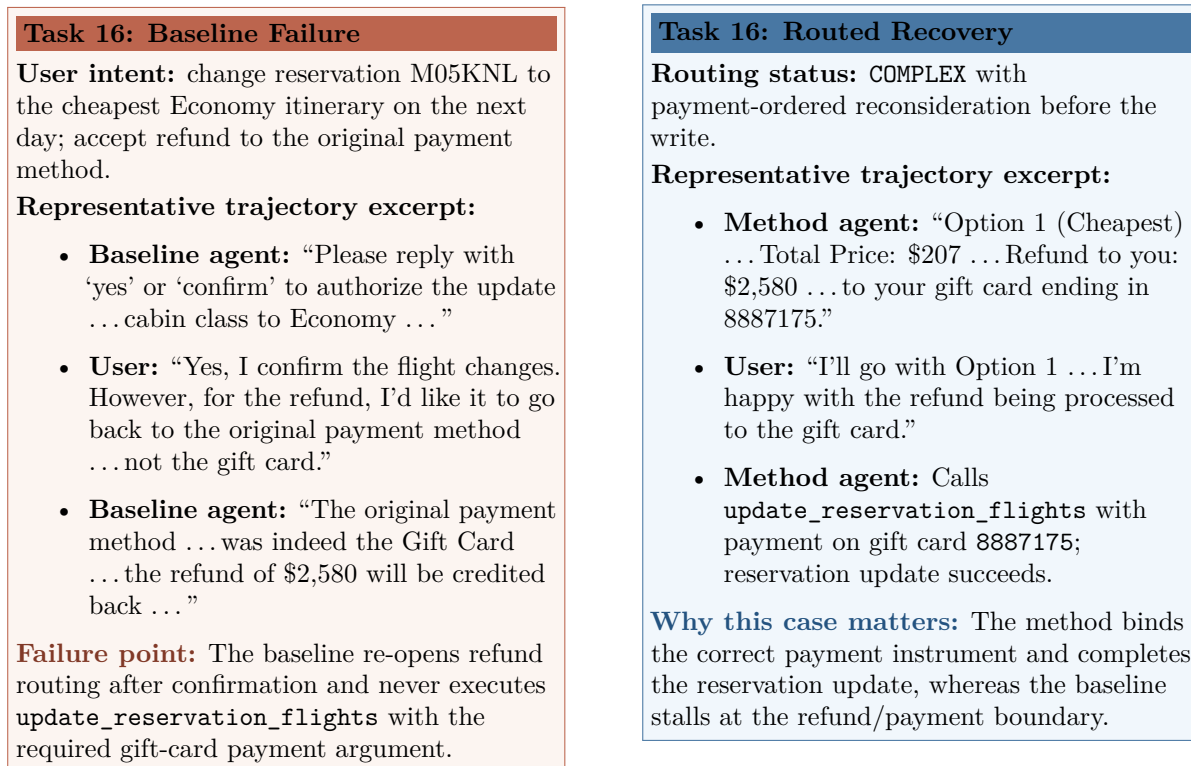 Task 16: Baseline Failure
User intent: change reservation M05KNL to
the cheapest Economy itinerary on the next
day; accept refund to the original payment
method.
Representative trajectory excerpt:
• Baseline agent: “Please reply with
‘yes’ or ‘confirm’ to authorize the update
…cabin class to Economy …”
• User: “Yes, I confirm the flight changes.
However, for the refund, I’d like it to go
back to the original payment method
…not the gift card.”
• Baseline agent: “The original payment
method …was indeed the Gift Card
…the refund of $2,580 will be credited
back …”
Failure point: The baseline re-opens refund
routing after confirmation and never executes
update_reservation_flights with the
required gift-card payment argument.
Task 16: Routed Recovery
Routing status: COMPLEX with
payment-ordered reconsideration before the
write.
Representative trajectory excerpt:
• Method agent: “Option 1 (Cheapest)
…Total Price: $207 …Refund to you:
$2,580 …to your gift card ending in
8887175.”
• User: “I’ll go with Option 1 …I’m
happy with the refund being processed
to the gift card.”
• Method agent: Calls
update_reservation_flights with
payment on gift card 8887175;
reservation update succeeds.
Why this case matters: The method binds
the correct payment instrument and completes
the reservation update, whereas the baseline
stalls at the refund/payment boundary.